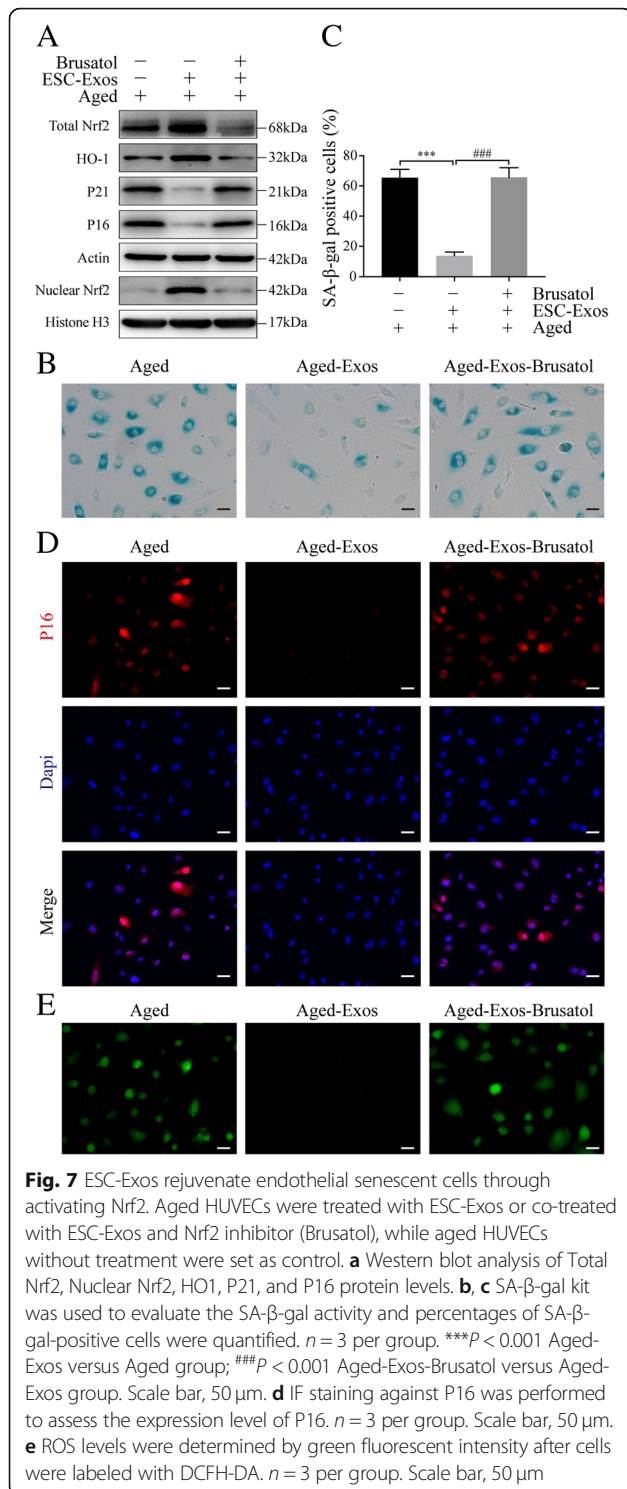 A
Brusatol − − +
ESC-Exos − + +
Aged + + +
Total Nrf2 68kDa
HO-1 32kDa
P21 21kDa
P16 16kDa
Actin 42kDa
Nuclear Nrf2 42kDa
Histone H3 17kDa
C
SA-β-gal positive cells (%)
80
60
40
20
0
*** ###
− − + Brusatol
− + + ESC-Exos
+ + + Aged
B
Aged Aged-Exos Aged-Exos-Brusatol
D
Aged Aged-Exos Aged-Exos-Brusatol
P16
Dapi
Merge
E
Aged Aged-Exos Aged-Exos-Brusatol
Fig. 7 ESC-Exos rejuvenate endothelial senescent cells through
activating Nrf2. Aged HUVECs were treated with ESC-Exos or co-treated
with ESC-Exos and Nrf2 inhibitor (Brusatol), while aged HUVECs
without treatment were set as control. a Western blot analysis of Total
Nrf2, Nuclear Nrf2, HO1, P21, and P16 protein levels. b, c SA-β-gal kit
was used to evaluate the SA-β-gal activity and percentages of SA-β-
gal-positive cells were quantified. n = 3 per group. ***P < 0.001 Aged-
Exos versus Aged group; ###P < 0.001 Aged-Exos-Brusatol versus Aged-
Exos group. Scale bar, 50 μm. d IF staining against P16 was performed
to assess the expression level of P16. n = 3 per group. Scale bar, 50 μm.
e ROS levels were determined by green fluorescent intensity after cells
were labeled with DCFH-DA. n = 3 per group. Scale bar, 50 μm